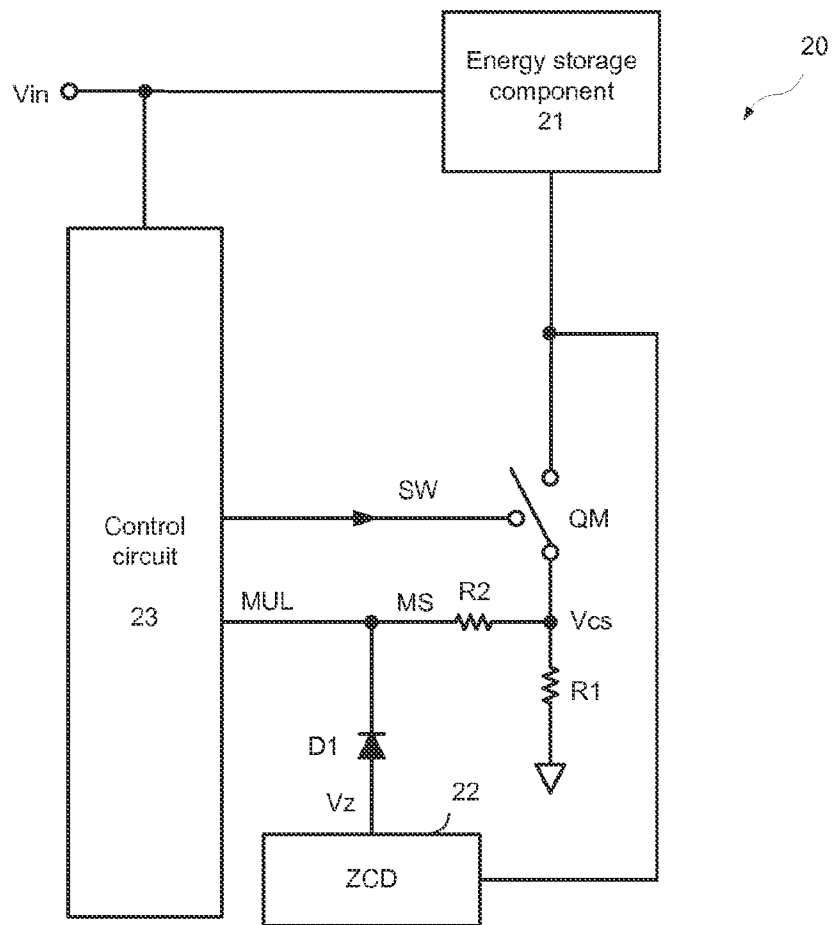 20
Energy storage
component
21
Vin
Control
circuit
23
SW
QM
MUL
MS
R2
Vcs
R1
D1
Vz
22
ZCD